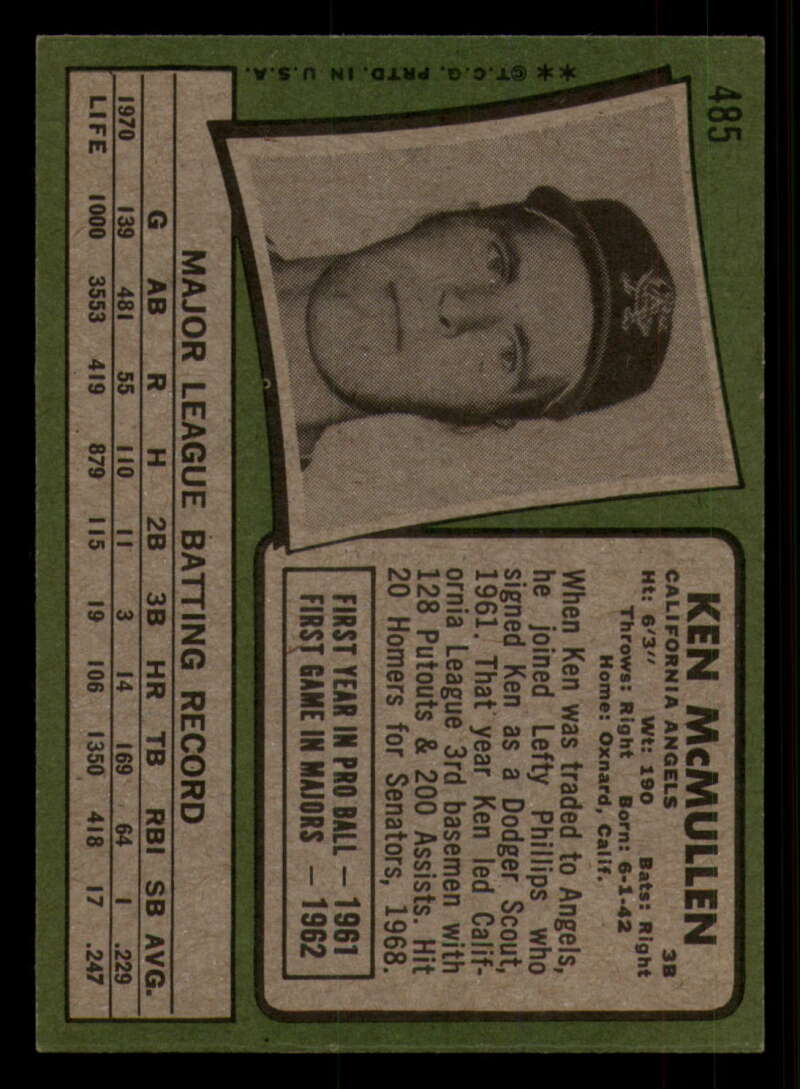 485
** ©T.C.G. PRTD. IN U.S.A.
KEN McMULLEN
CALIFORNIA ANGELS 3B
Ht: 6'3" Wt: 190 Bats: Right
Throws: Right Born: 6-1-42
Home: Oxnard, Calif.
When Ken was traded to Angels,
he joined Lefty Phillips who
signed Ken as a Dodger Scout,
1961. That year Ken led Calif-
ornia League 3rd basemen with
128 Putouts & 200 Assists. Hit
20 Homers for Senators, 1968.
FIRST YEAR IN PRO BALL — 1961
FIRST GAME IN MAJORS — 1962
MAJOR LEAGUE BATTING RECORD
G AB R H 2B 3B HR TB RBI SB AVG.
1970 139 481 55 110 11 3 14 169 64 1 .229
LIFE 1000 3553 419 879 115 19 106 1350 418 17 .247